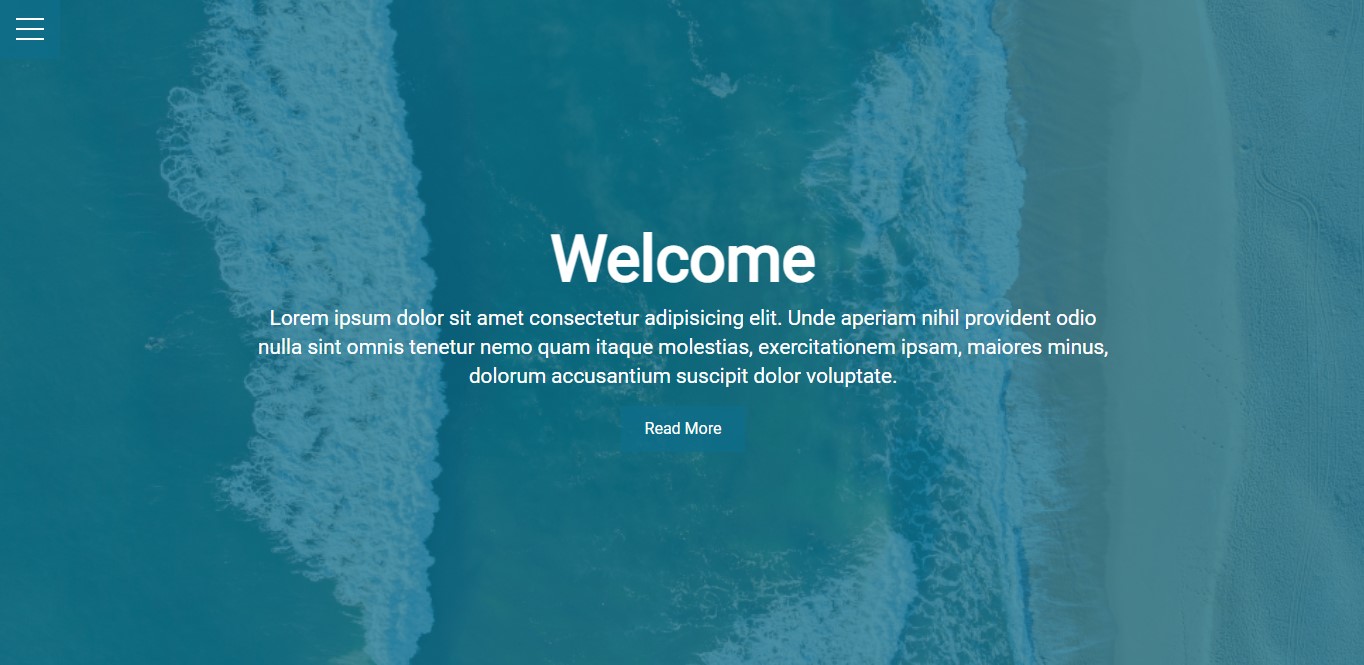 Welcome
Lorem ipsum dolor sit amet consectetur adipisicing elit. Unde aperiam nihil provident odio
nulla sint omnis tenetur nemo quam itaque molestias, exercitationem ipsam, maiores minus,
dolorum accusantium suscipit dolor voluptate.
Read More